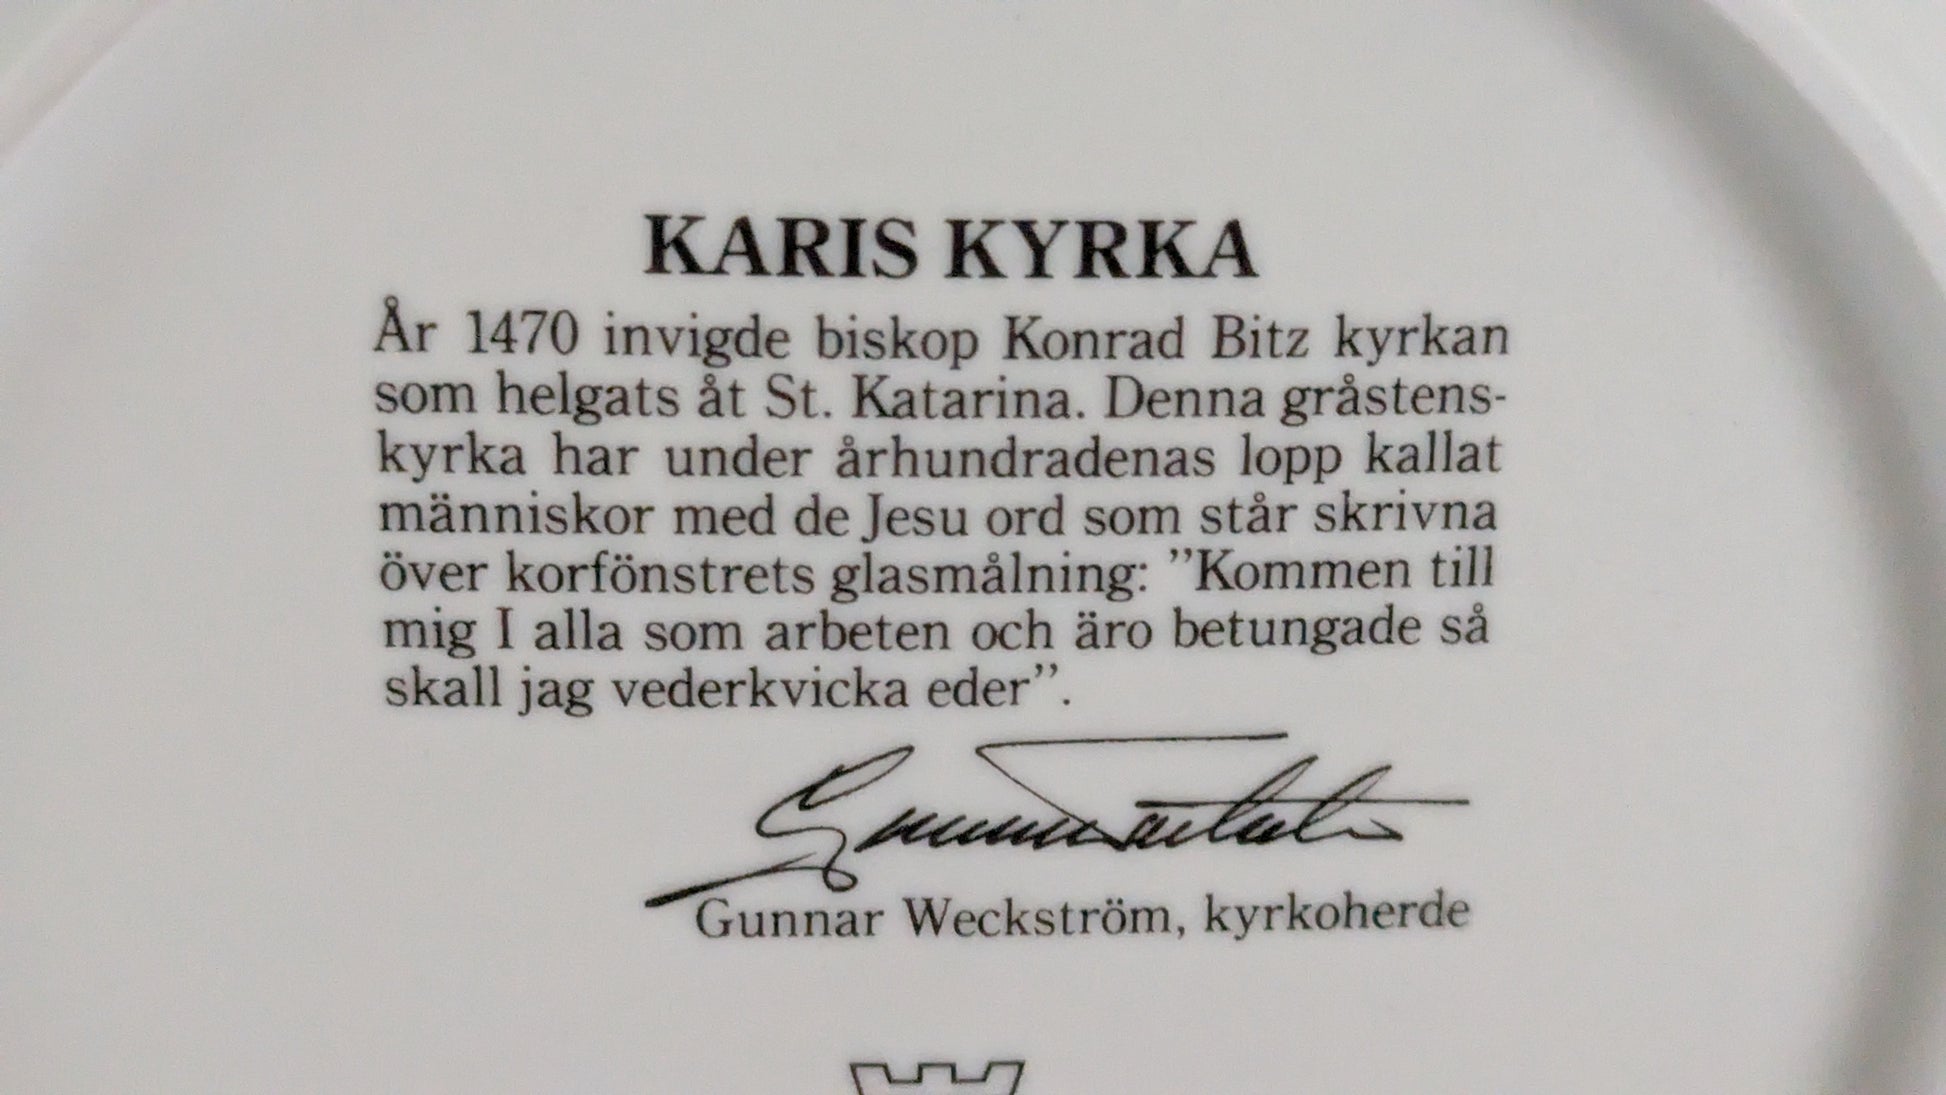 KARIS KYRKA
År 1470 invigde biskop Konrad Bitz kyrkan
som helgats åt St. Katarina. Denna gråstens-
kyrka har under århundradenas lopp kallat
människor med de Jesu ord som står skrivna
över korfönstrets glasmålning: ”Kommen till
mig I alla som arbeten och äro betungade så
skall jag vederkvicka eder”.
Gunnar Weckström, kyrkoherde